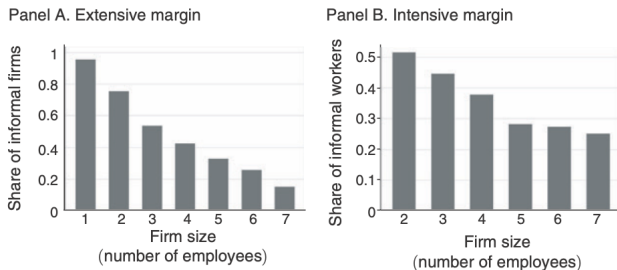 Panel A. Extensive margin
Share of informal firms
1
0.8
0.6
0.4
0.2
0
1 2 3 4 5 6 7
Firm size
(number of employees)
Panel B. Intensive margin
Share of informal workers
0.5
0.4
0.3
0.2
0.1
0
2 3 4 5 6 7
Firm size
(number of employees)